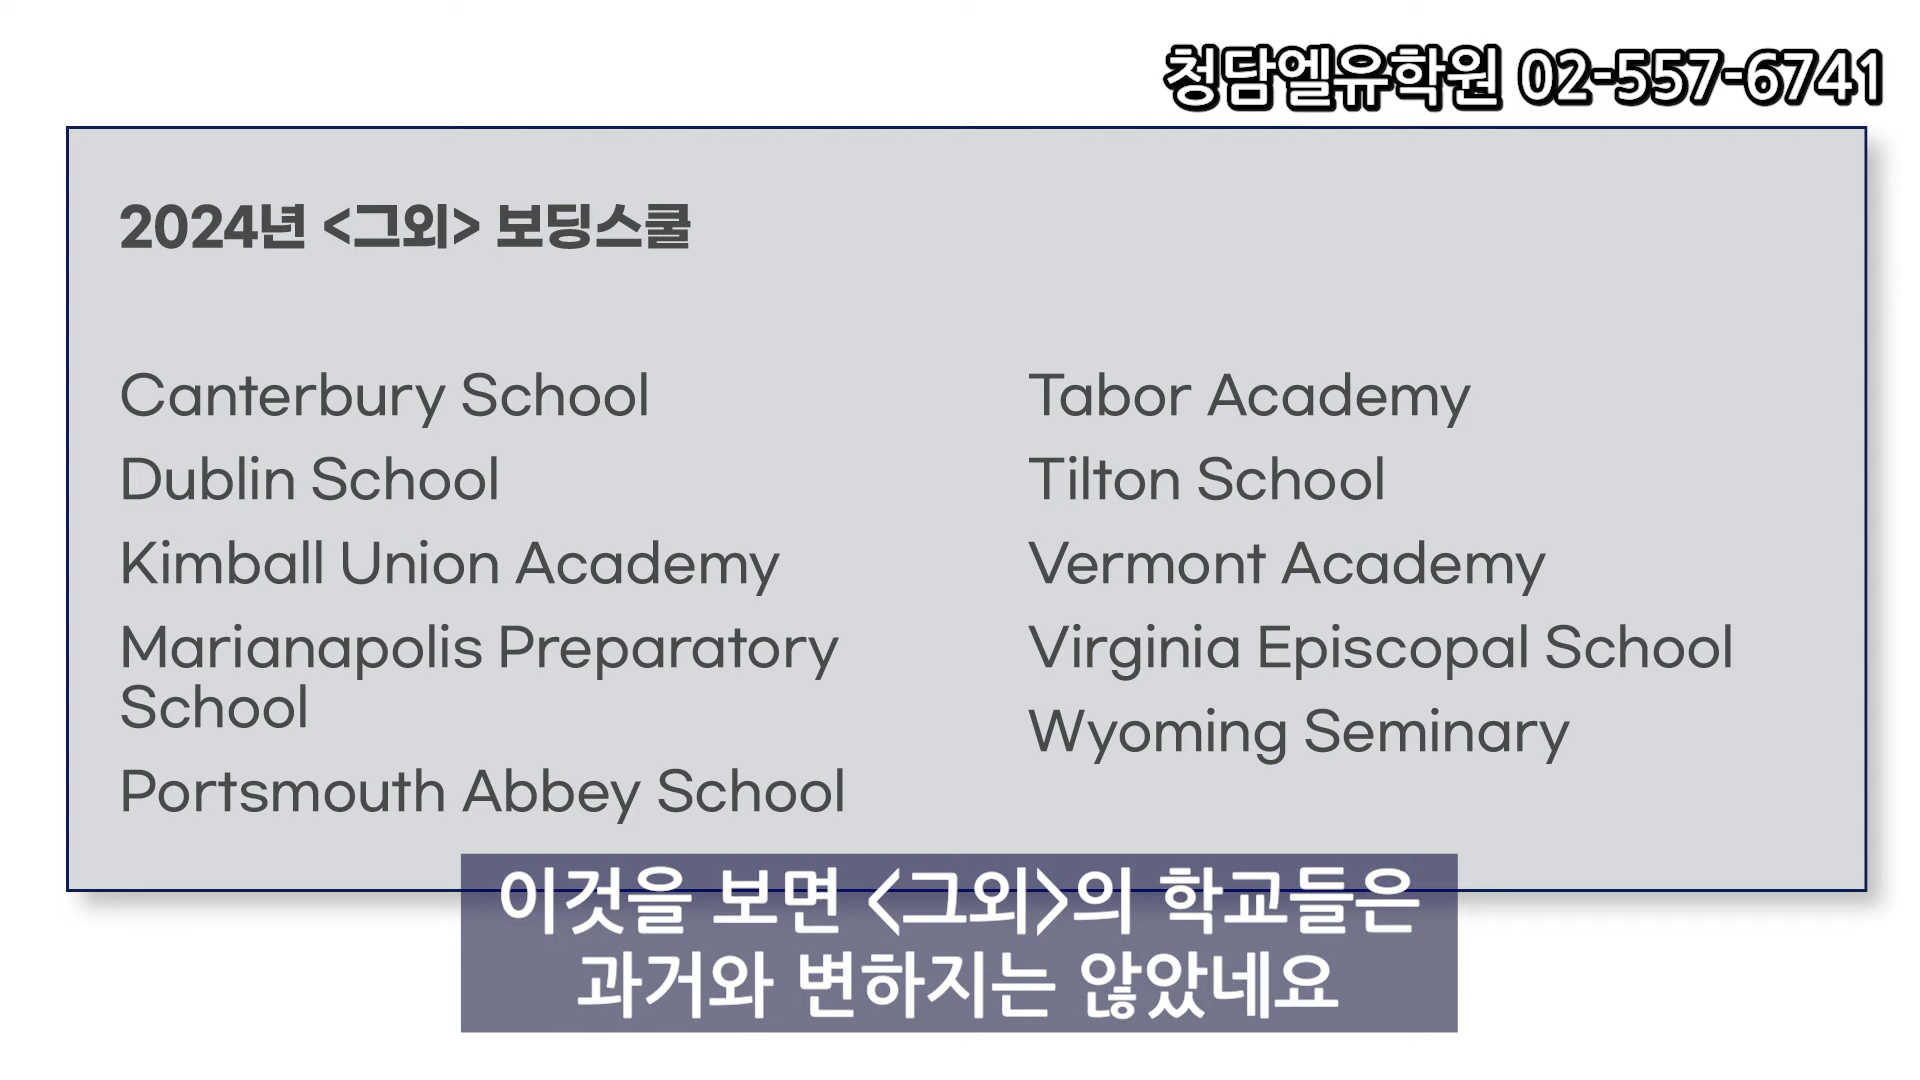 청담엘유학원 02-557-6741
2024년 <그외> 보딩스쿨
Canterbury School
Dublin School
Kimball Union Academy
Marianapolis Preparatory
School
Portsmouth Abbey School
Tabor Academy
Tilton School
Vermont Academy
Virginia Episcopal School
Wyoming Seminary
이것을 보면 <그외>의 학교들은
과거와 변하지는 않았네요